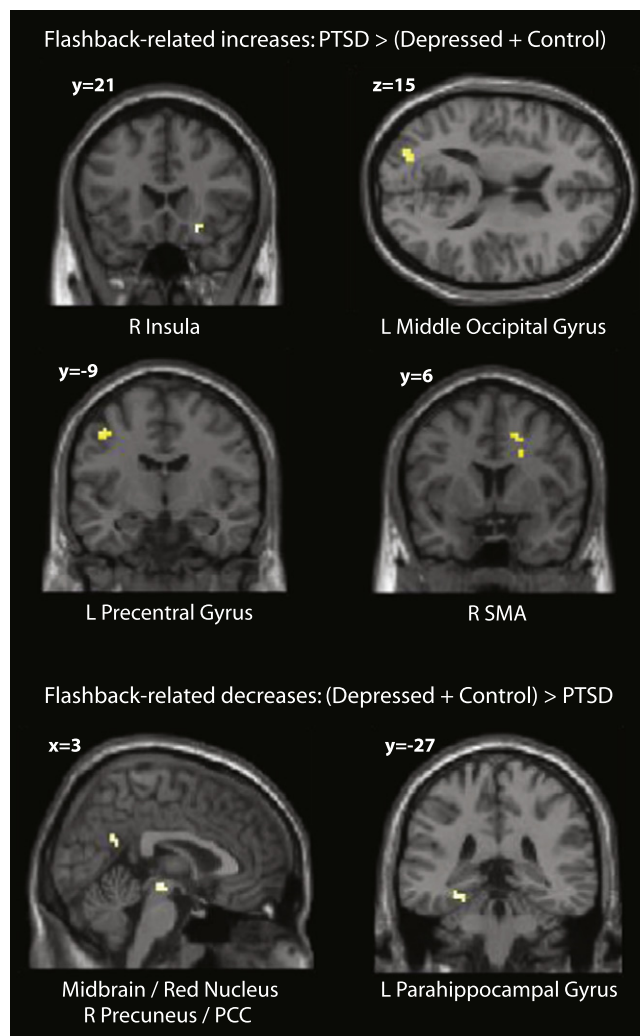 Flashback-related increases: PTSD > (Depressed + Control)
y=21
z=15
R Insula
L Middle Occipital Gyrus
y=-9
y=6
L Precentral Gyrus
R SMA
Flashback-related decreases: (Depressed + Control) > PTSD
x=3
y=-27
Midbrain / Red Nucleus
R Precuneus / PCC
L Parahippocampal Gyrus